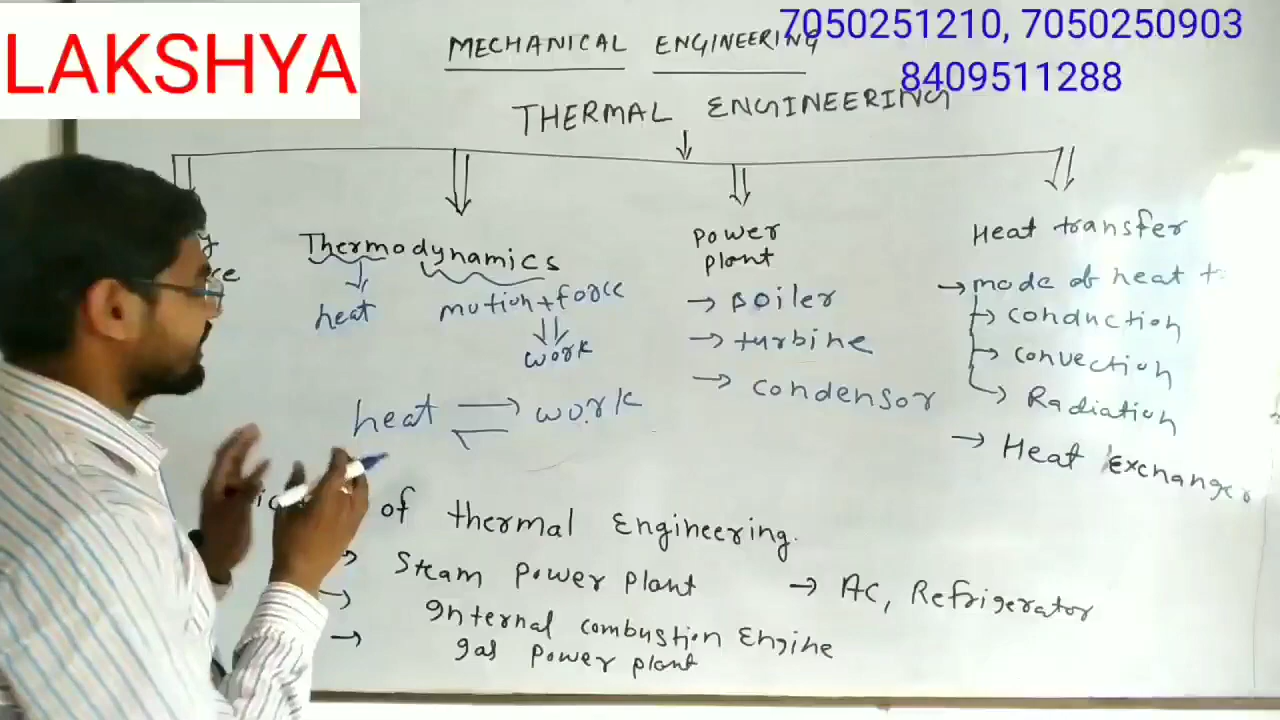 LAKSHYA
7050251210, 7050250903
8409511288
MECHANICAL ENGINEERING
THERMAL ENGINEERING
Thermodynamics
heat
motion + force
work
heat work
Power
plant
→ Boiler
→ turbine
→ condensor
Heat transfer
→ mode of heat
→ conduction
→ convection
→ Radiation
→ Heat Exchanger
of thermal Engineering.
→ Steam Power Plant
→ Internal combustion Engine
→ gas power plant
→ AC, Refrigerator